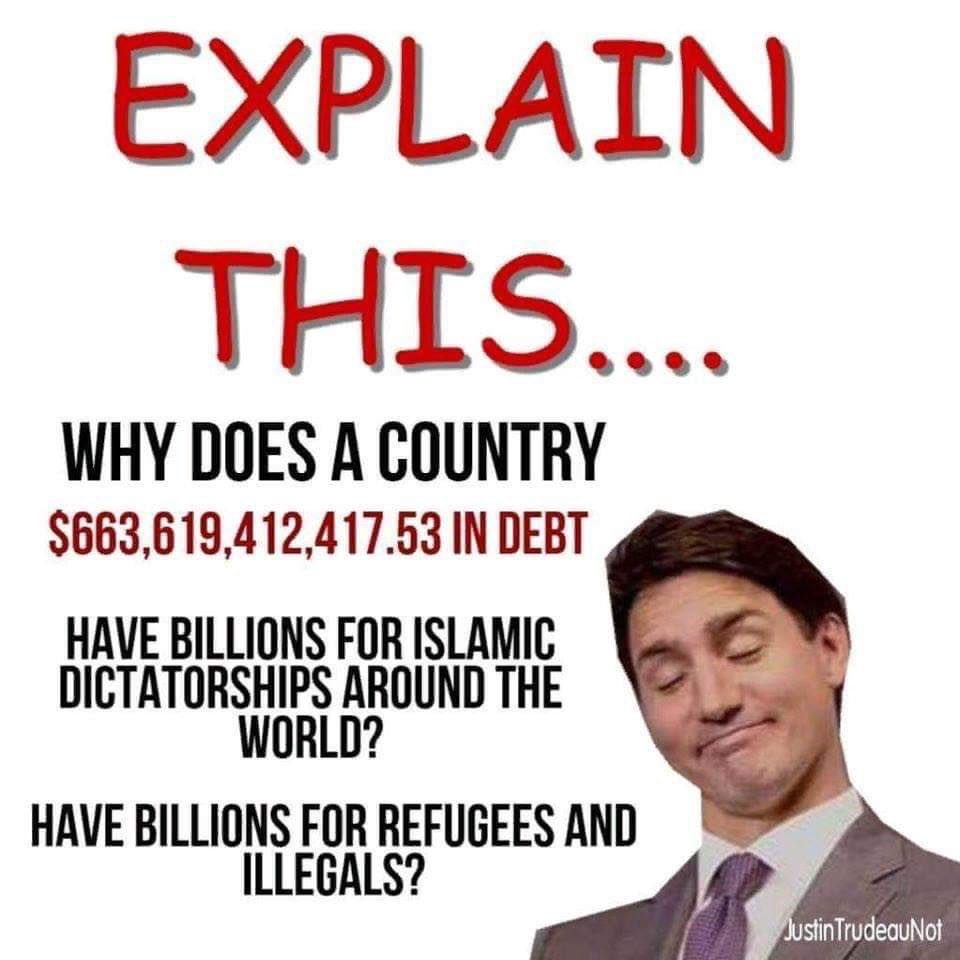 EXPLAIN
THIS....
WHY DOES A COUNTRY
$663,619,412,417.53 IN DEBT
HAVE BILLIONS FOR ISLAMIC
DICTATORSHIPS AROUND THE
WORLD?
HAVE BILLIONS FOR REFUGEES AND
ILLEGALS?
JustinTrudeauNot